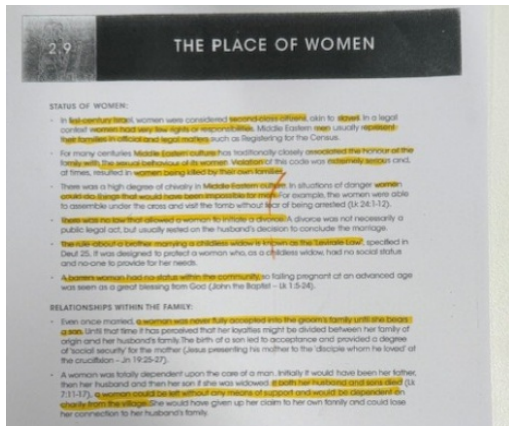 2.9
THE PLACE OF WOMEN
STATUS OF WOMEN:
· In first-century Israel, women were considered second-class citizens, akin to slaves. In a legal
context women had very few rights or responsibilities. Middle Eastern men usually represent
their families in official and legal matters such as Registering for the Census.
· For many centuries Middle Eastern culture has traditionally closely associated the honour of the
family with the sexual behaviour of its women. Violation of this code was extremely serious and,
at times, resulted in women being killed by their own families.
· There was a high degree of chivalry in Middle Eastern culture. In situations of danger women
could do things that would have been impossible for men. For example, the women were able
to assemble under the cross and visit the tomb without fear of being arrested (Lk 24:1-12).
· There was no law that allowed a woman to initiate a divorce. A divorce was not necessarily a
public legal act, but usually rested on the husband's decision to conclude the marriage.
· The rule about a brother marrying a childless widow is known as the 'Levirate Law', specified in
Deut 25. It was designed to protect a woman who, as a childless widow, had no social status
and no-one to provide for her needs.
· A barren woman had no status within the community, so falling pregnant at an advanced age
was seen as a great blessing from God (John the Baptist – Lk 1:5-24).
RELATIONSHIPS WITHIN THE FAMILY:
· Even once married, a woman was never fully accepted into the groom's family until she bears
a son. Until that time it has perceived that her loyalties might be divided between her family of
origin and her husband's family. The birth of a son led to acceptance and provided a degree
of 'social security' for the mother (Jesus presenting his mother to the 'disciple whom he loved' at
the crucifixion – Jn 19:25-27).
· A woman was totally dependent upon the care of a man. Initially it would have been her father,
then her husband and then her son if she was widowed. If both her husband and sons died (Lk
7:11-17), a woman could be left without any means of support and would be dependent on
charity from the village. She would have given up her claim to her own family and could lose
her connection to her husband's family.